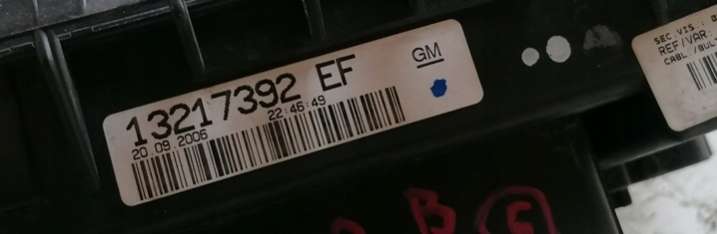 13217392 EF
GM
20.09.2006
22:46:49
SEC.VIS.:
REF/VAR.
CABL./BUL
B